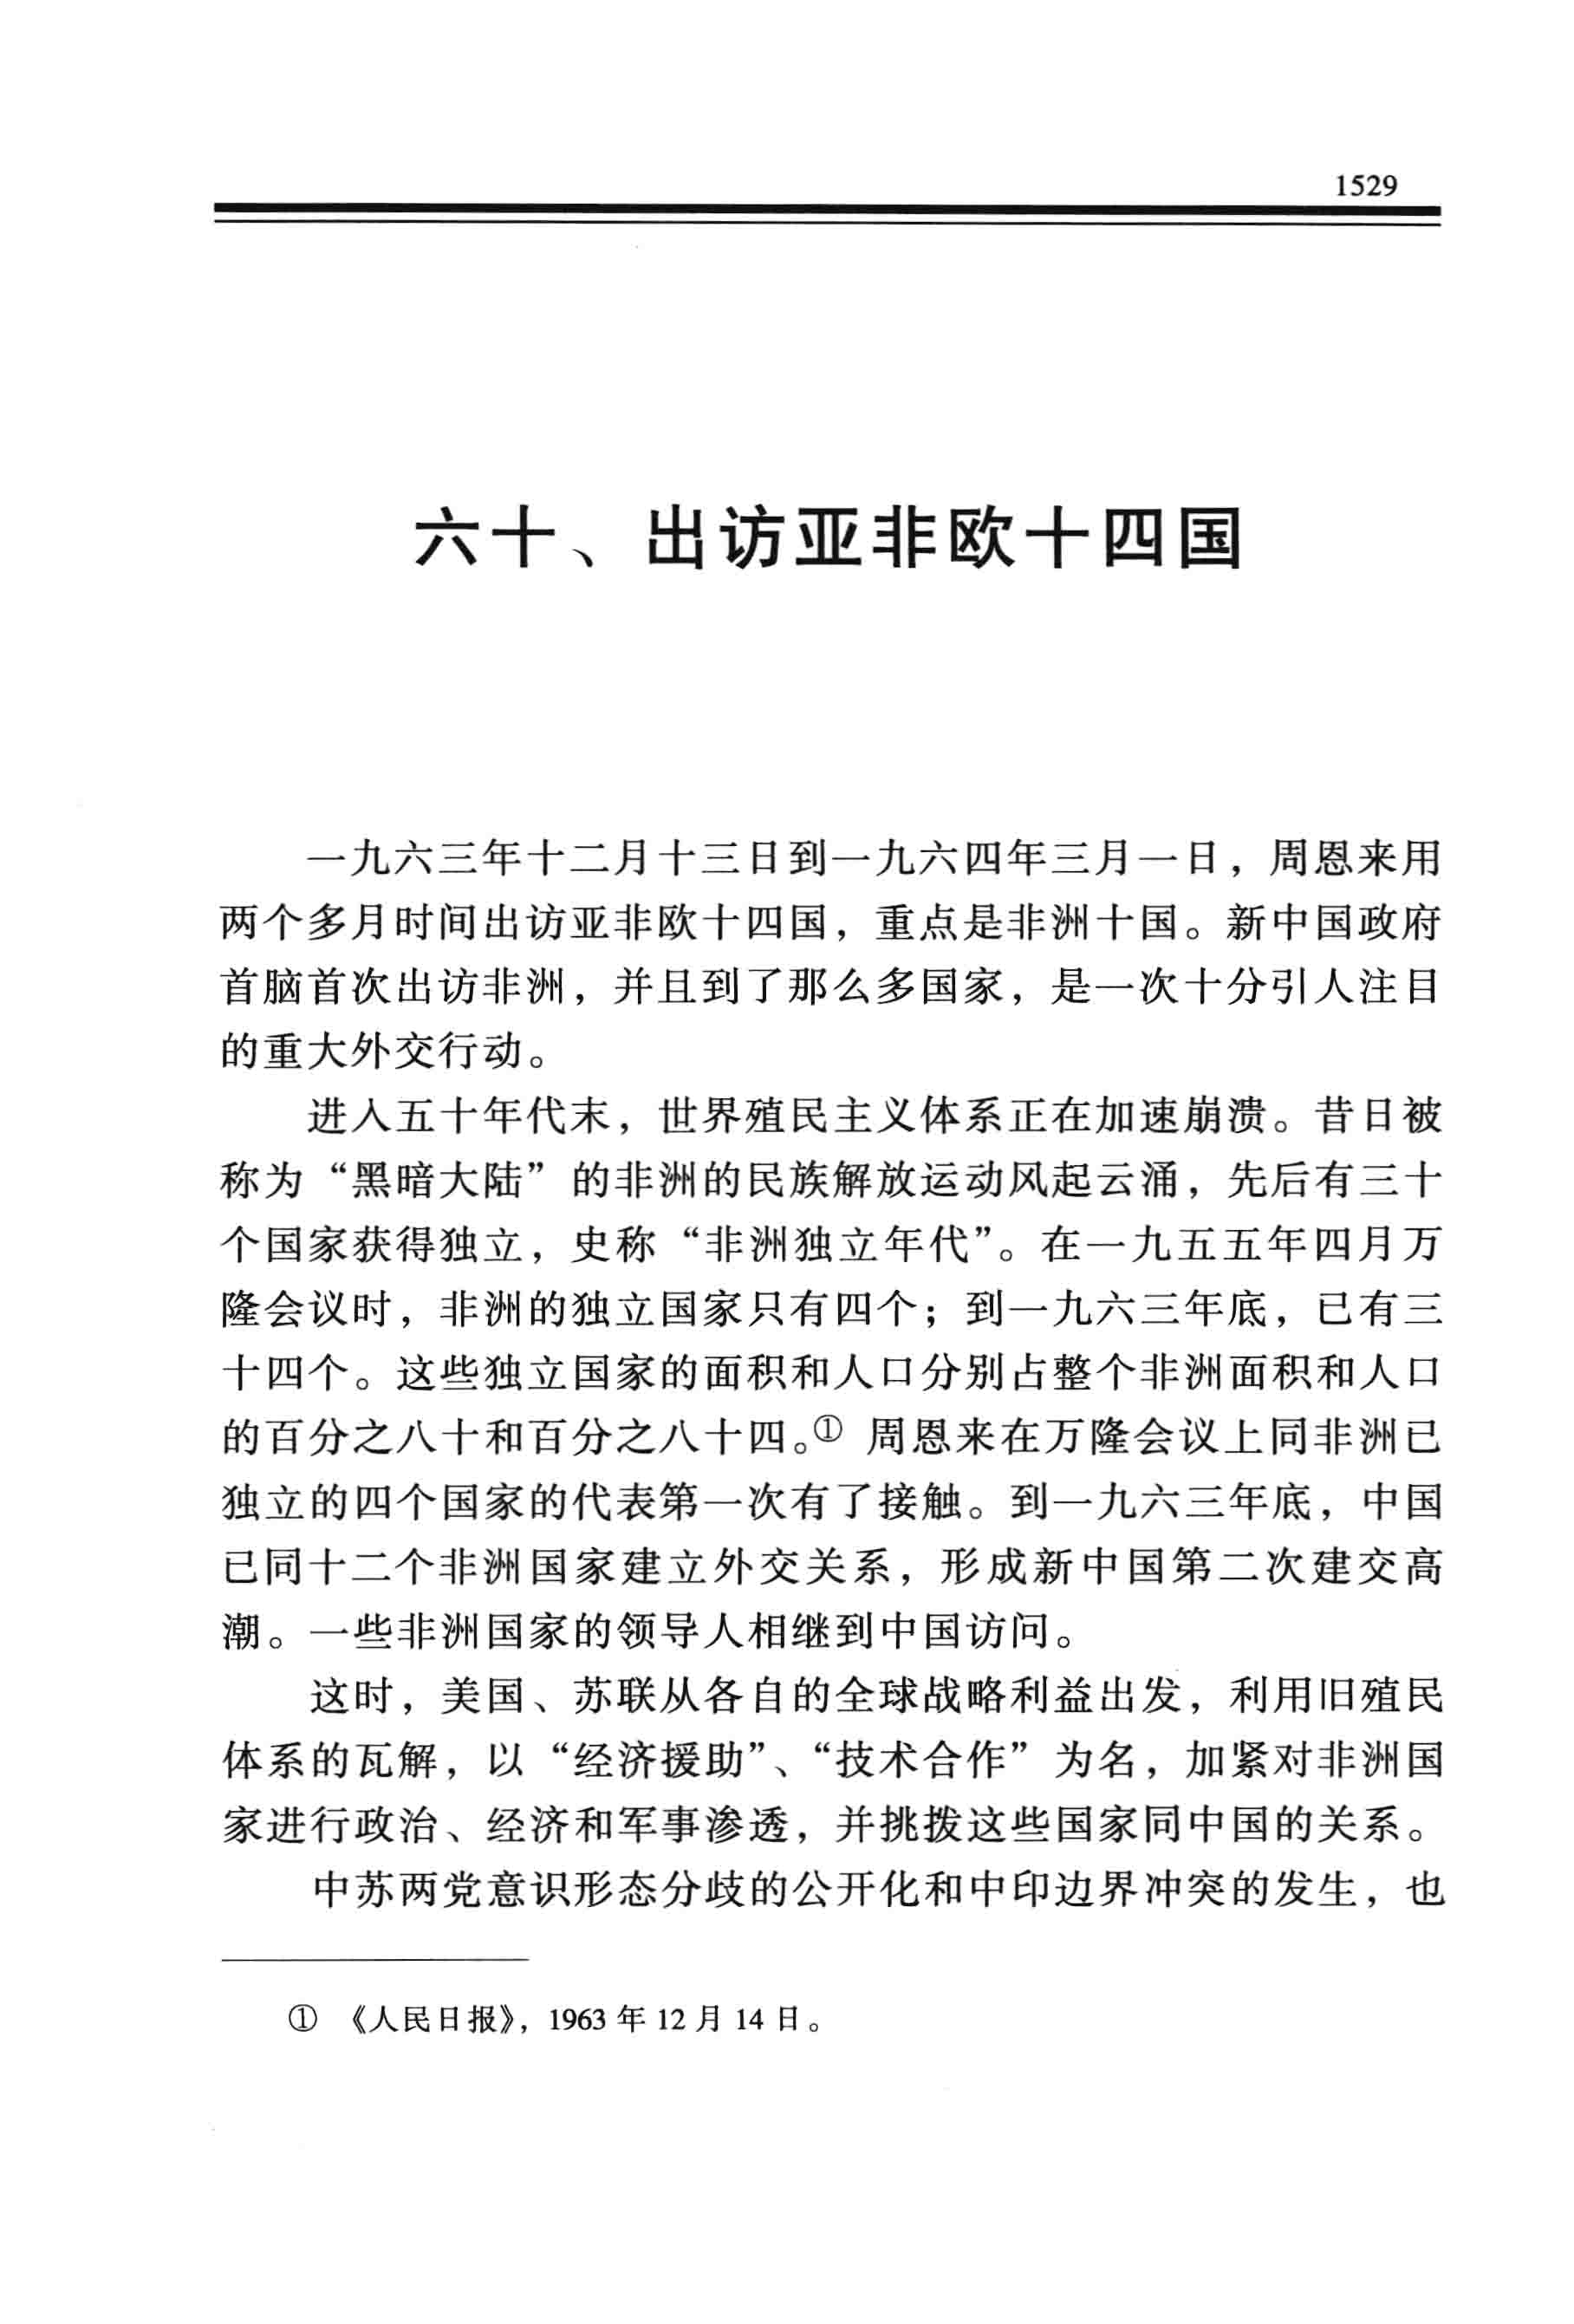 1529
六十、出访亚非欧十四国
一九六三年十二月十三日到一九六四年三月一日，周恩来用
两个多月时间出访亚非欧十四国，重点是非洲十国。新中国政府
首脑首次出访非洲，并且到了那么多国家，是一次十分引人注目
的重大外交行动。
进入五十年代末，世界殖民主义体系正在加速崩溃。昔日被
称为“黑暗大陆”的非洲的民族解放运动风起云涌，先后有三十
个国家获得独立，史称“非洲独立年代”。在一九五五年四月万
隆会议时，非洲的独立国家只有四个；到一九六三年底，已有三
十四个。这些独立国家的面积和人口分别占整个非洲面积和人口
的百分之八十和百分之八十四。① 周恩来在万隆会议上同非洲已
独立的四个国家的代表第一次有了接触。到一九六三年底，中国
已同十二个非洲国家建立外交关系，形成新中国第二次建交高
潮。一些非洲国家的领导人相继到中国访问。
这时，美国、苏联从各自的全球战略利益出发，利用旧殖民
体系的瓦解，以“经济援助”、“技术合作”为名，加紧对非洲国
家进行政治、经济和军事渗透，并挑拨这些国家同中国的关系。
中苏两党意识形态分歧的公开化和中印边界冲突的发生，也
① 《人民日报》，1963 年 12 月 14 日。